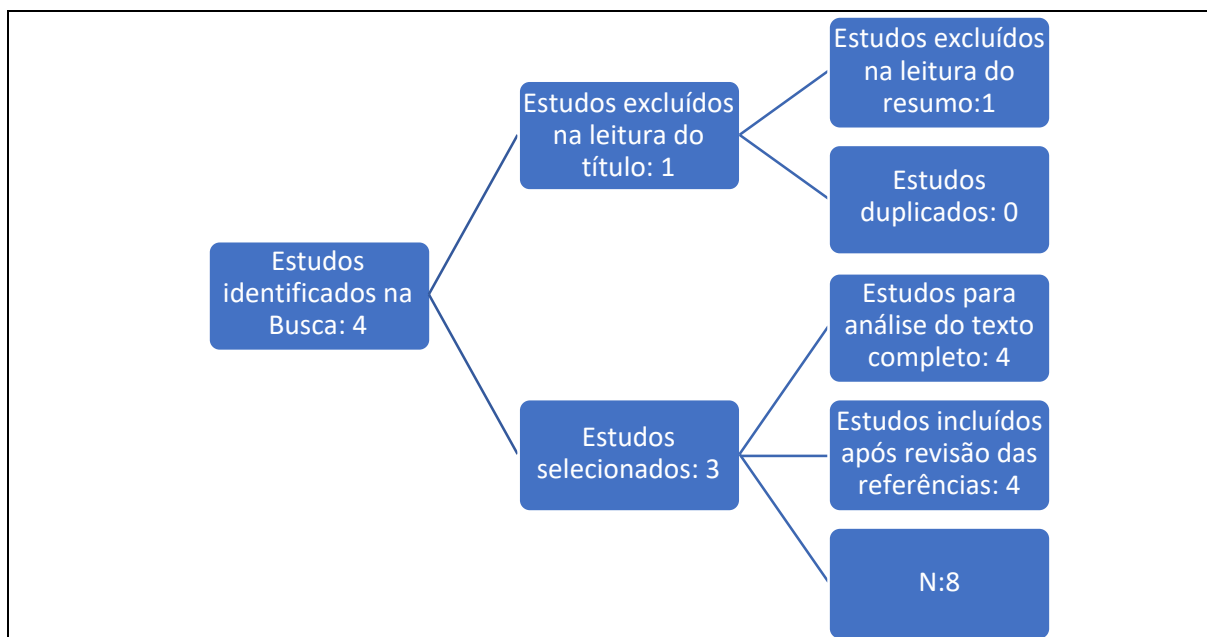 Estudos
identificados na
Busca: 4
Estudos excluídos
na leitura do
título: 1
Estudos excluídos
na leitura do
resumo:1
Estudos
duplicados: 0
Estudos
selecionados: 3
Estudos para
análise do texto
completo: 4
Estudos incluídos
após revisão das
referências: 4
N:8